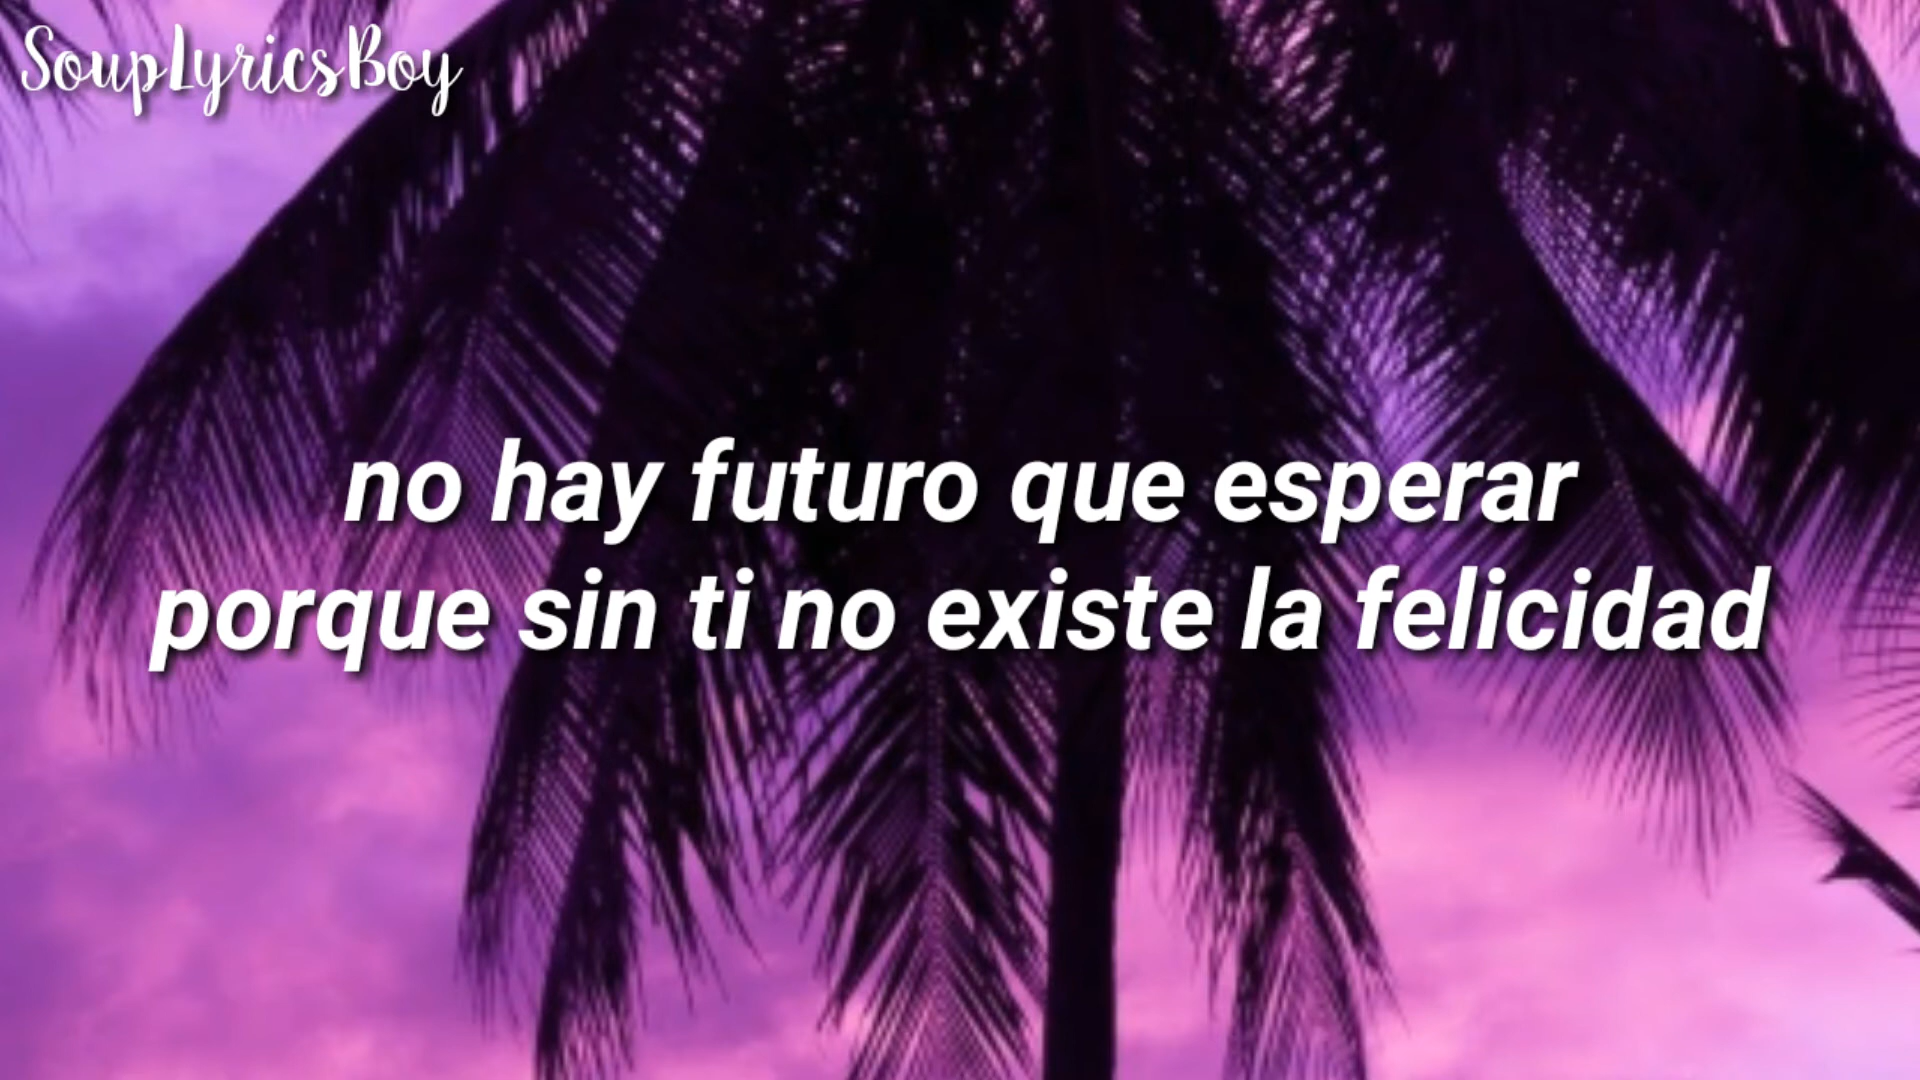 SoupLyricsBoy
no hay futuro que esperar
porque sin ti no existe la felicidad